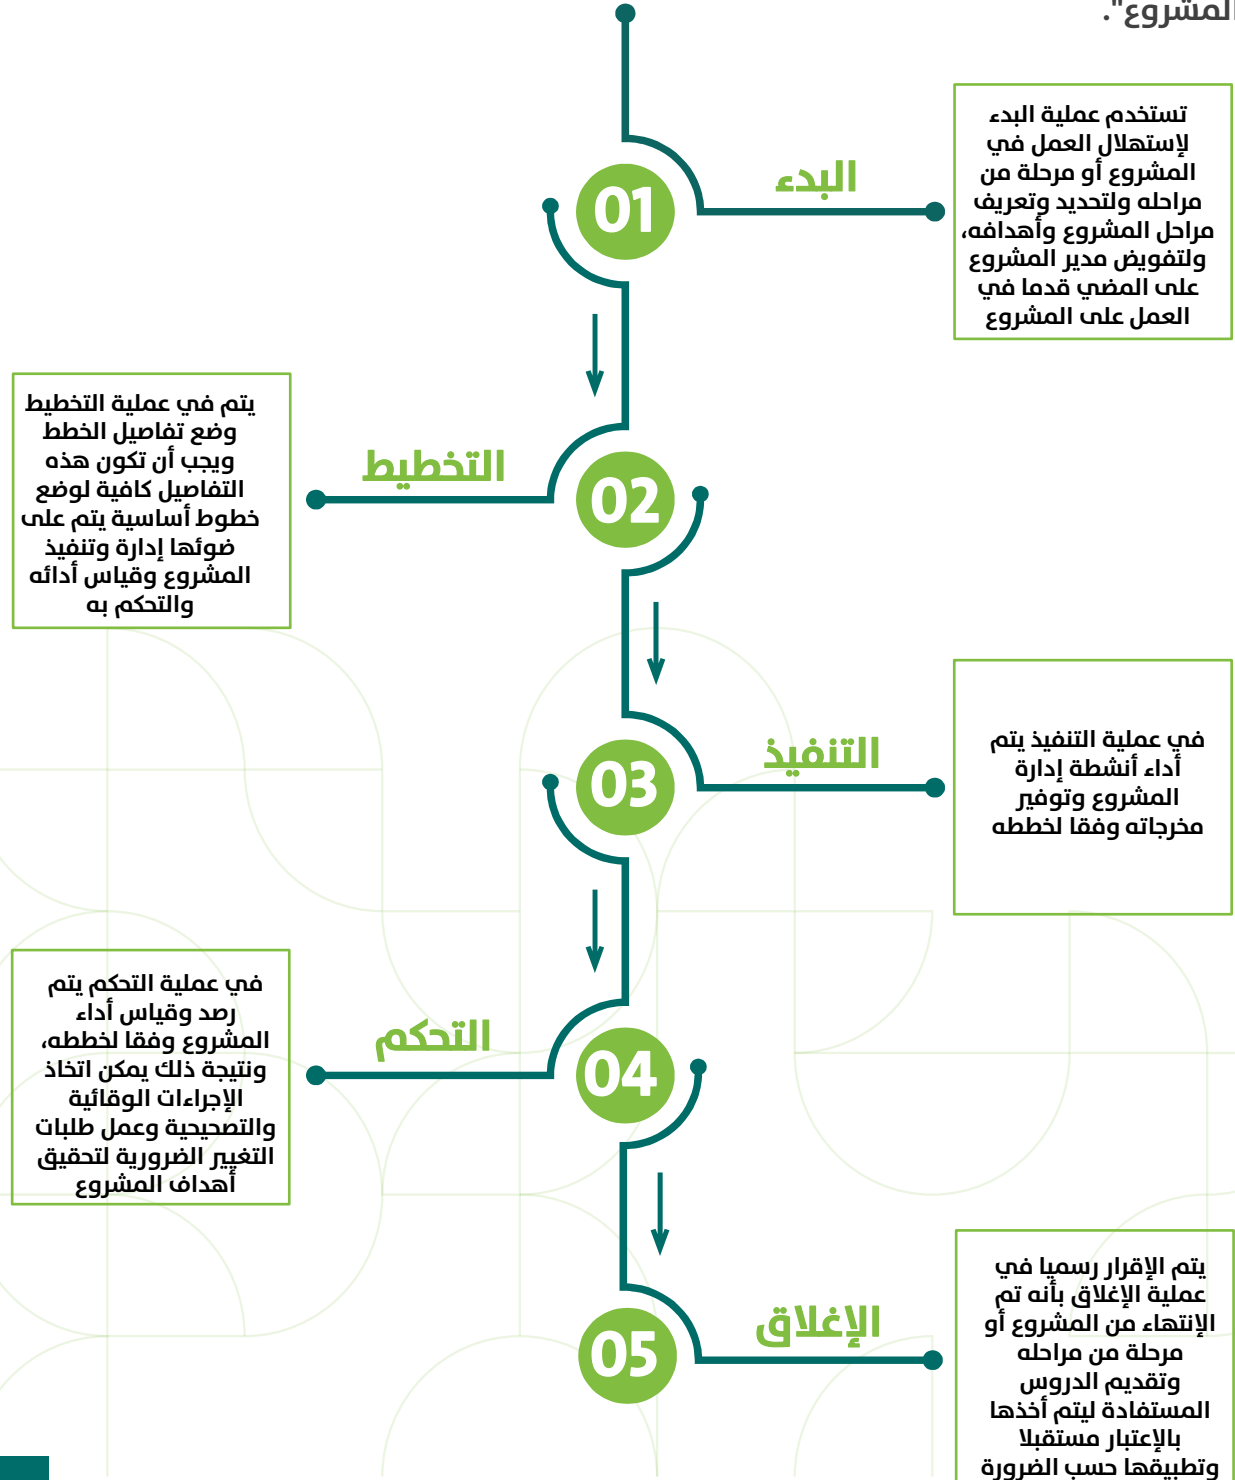 المشروع".
البدء
01
تستخدم عملية البدء
لإستهلال العمل في
المشروع أو مرحلة من
مراحله ولتحديد وتعريف
مراحل المشروع وأهدافه،
ولتفويض مدير المشروع
على المضي قدما في
العمل على المشروع
التخطيط
02
يتم في عملية التخطيط
وضع تفاصيل الخطط
ويجب أن تكون هذه
التفاصيل كافية لوضع
خطوط أساسية يتم على
ضوئها إدارة وتنفيذ
المشروع وقياس أدائه
والتحكم به
التنفيذ
03
في عملية التنفيذ يتم
أداء أنشطة إدارة
المشروع وتوفير
مخرجاته وفقا لخططه
التحكم
04
في عملية التحكم يتم
رصد وقياس أداء
المشروع وفقا لخططه،
ونتيجة ذلك يمكن اتخاذ
الإجراءات الوقائية
والتصحيحية وعمل طلبات
التغيير الضرورية لتحقيق
أهداف المشروع
الإغلاق
05
يتم الإقرار رسميا في
عملية الإغلاق بأنه تم
الإنتهاء من المشروع أو
مرحلة من مراحله
وتقديم الدروس
المستفادة ليتم أخذها
بالإعتبار مستقبلا
وتطبيقها حسب الضرورة